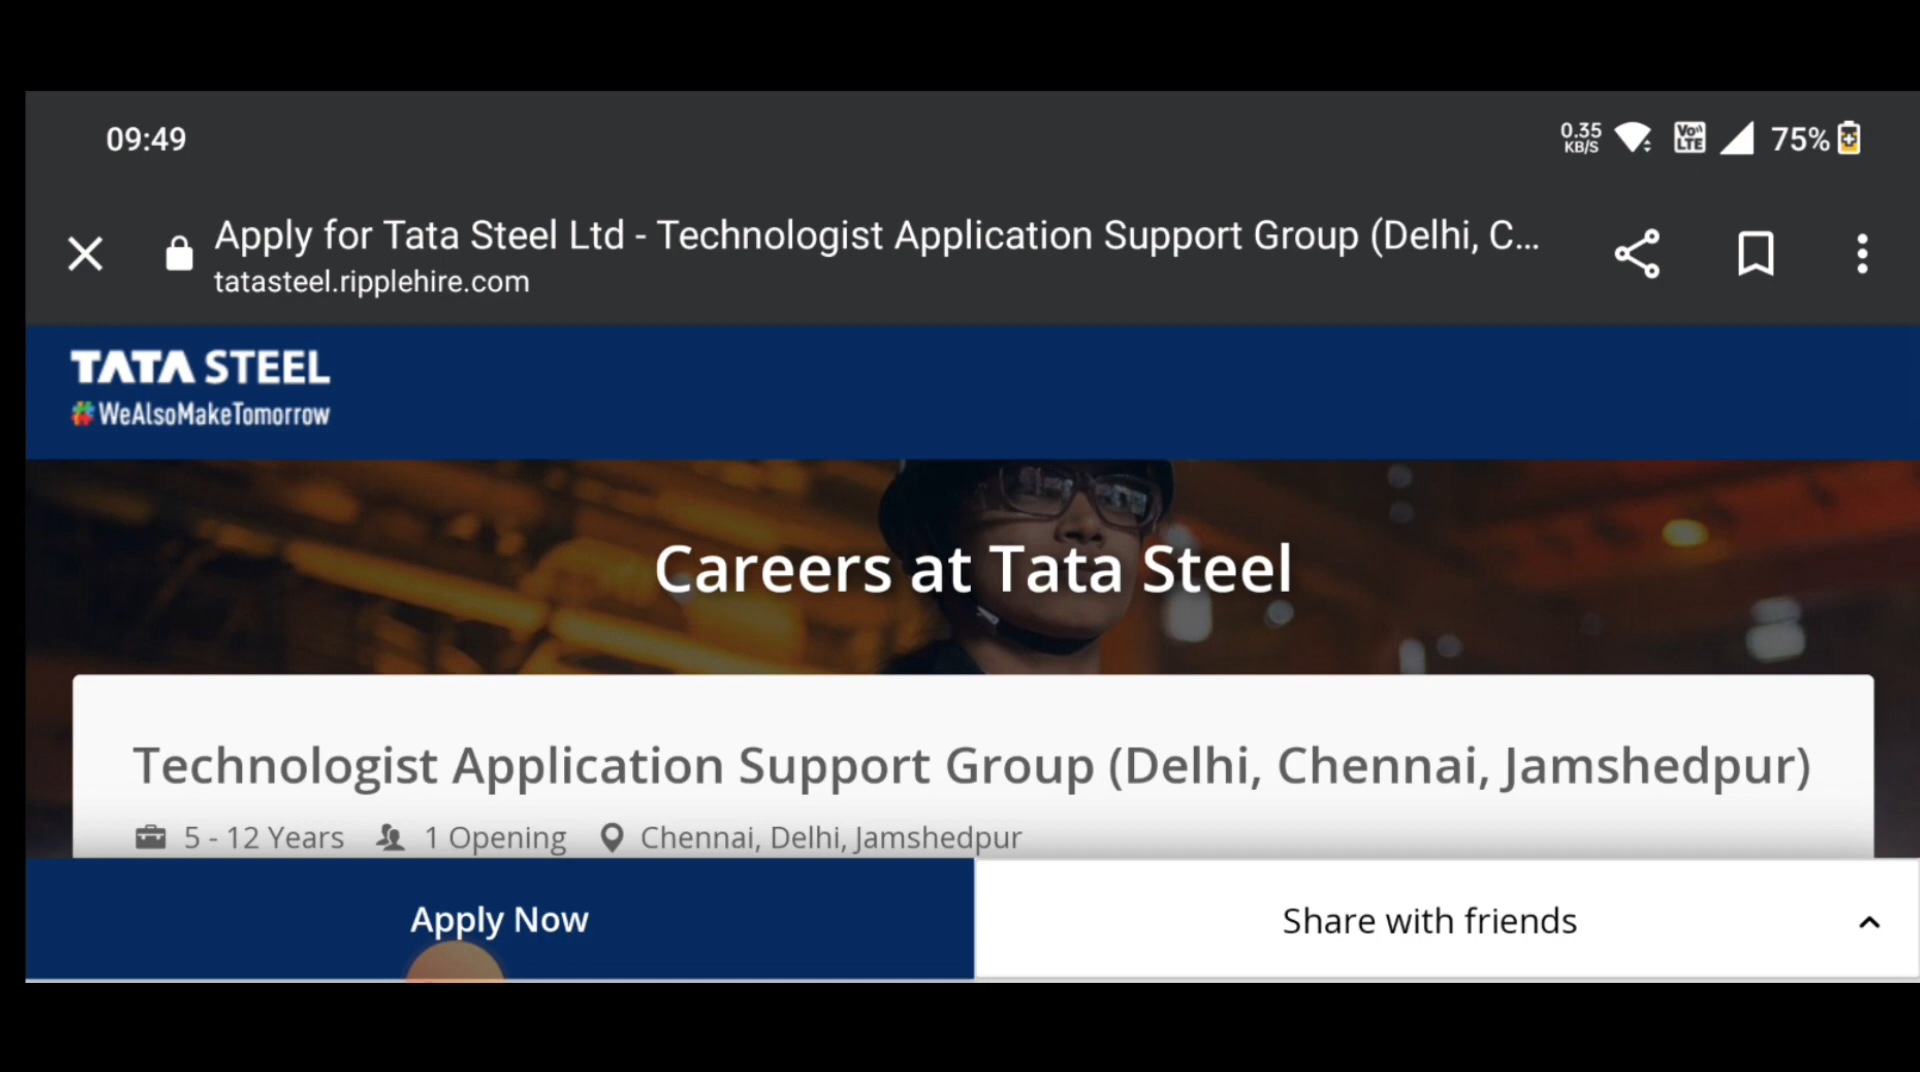 09:49
0.35
KB/S
Vo))
LTE
75%
Apply for Tata Steel Ltd - Technologist Application Support Group (Delhi, C...
tatasteel.ripplehire.com
TATA STEEL
#WeAlsoMakeTomorrow
Careers at Tata Steel
Technologist Application Support Group (Delhi, Chennai, Jamshedpur)
5 - 12 Years 1 Opening Chennai, Delhi, Jamshedpur
Apply Now
Share with friends